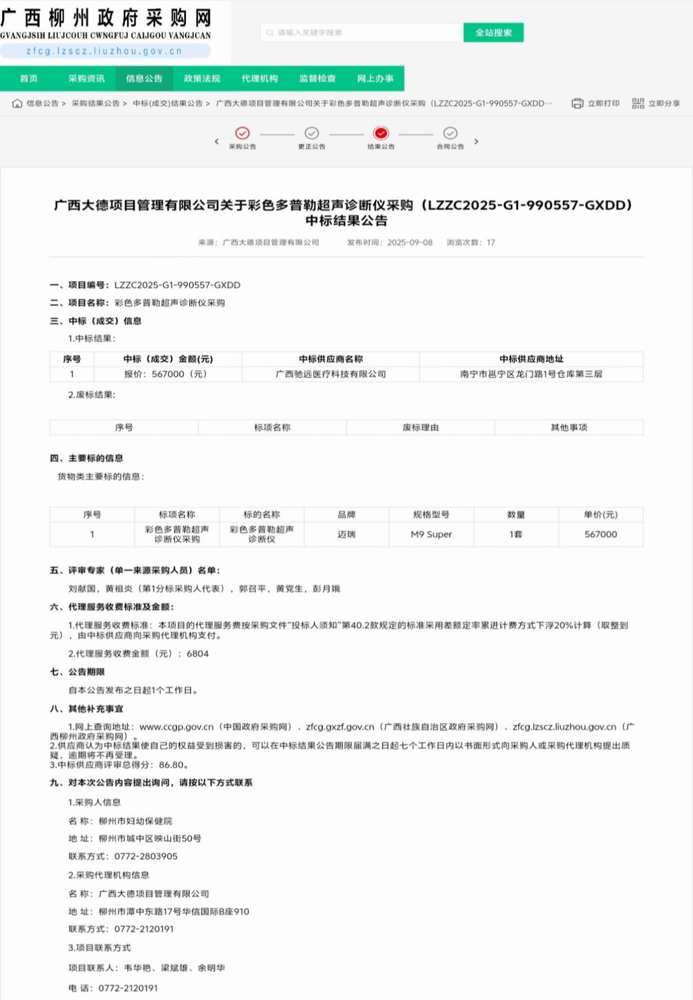 广西柳州政府采购网
GVANGJSIH LIUJCOUH CWNGFUJ CAIJGOU VANGJCAN
zfcg.lzscz.liuzhou.gov.cn
请输入关键字搜索
全站搜索
首页 采购资讯 信息公告 政策法规 代理机构 监督检查 网上办事
信息公告 > 采购结果公告 > 中标(成交)结果公告 > 广西大德项目管理有限公司关于彩色多普勒超声诊断仪采购（LZZC2025-G1-990557-GXDD··· 立即打印 立即分享
< 采购公告 更正公告 结果公告 合同公告 >
广西大德项目管理有限公司关于彩色多普勒超声诊断仪采购（LZZC2025-G1-990557-GXDD）
中标结果公告
来源：广西大德项目管理有限公司 发布时间：2025-09-08 浏览次数：17
一、项目编号：LZZC2025-G1-990557-GXDD
二、项目名称：彩色多普勒超声诊断仪采购
三、中标（成交）信息
1.中标结果：
序号 中标（成交）金额(元) 中标供应商名称 中标供应商地址
1 报价：567000（元） 广西驰远医疗科技有限公司 南宁市邕宁区龙门路1号仓库第三层
2.废标结果:
序号 标项名称 废标理由 其他事项
四、主要标的信息
货物类主要标的信息：
序号 标项名称 标的名称 品牌 规格型号 数量 单价(元)
1 彩色多普勒超声诊断仪采购 彩色多普勒超声诊断仪 迈瑞 M9 Super 1套 567000
五、评审专家（单一来源采购人员）名单：
刘献国，黄祖炎（第1分标采购人代表），郭召平，黄党生，彭月娥
六、代理服务收费标准及金额：
1.代理服务收费标准：本项目的代理服务费按采购文件“投标人须知”第40.2款规定的标准采用差额定率累进计费方式下浮20%计算（取整到
元），由中标供应商向采购代理机构支付。
2.代理服务收费金额（元）：6804
七、公告期限
自本公告发布之日起1个工作日。
八、其他补充事宜
1.网上查询地址：www.ccgp.gov.cn（中国政府采购网）、zfcg.gxzf.gov.cn（广西壮族自治区政府采购网）、zfcg.lzscz.liuzhou.gov.cn（广
西柳州政府采购网）。
2.供应商认为中标结果使自己的权益受到损害的，可以在中标结果公告期限届满之日起七个工作日内以书面形式向采购人或采购代理机构提出质
疑，逾期将不再受理。
3.中标供应商评审总得分：86.80。
九、对本次公告内容提出询问，请按以下方式联系
1.采购人信息
名 称：柳州市妇幼保健院
地 址：柳州市城中区映山街50号
联系方式：0772-2803905
2.采购代理机构信息
名 称：广西大德项目管理有限公司
地 址：柳州市潭中东路17号华信国际B座910
联系方式：0772-2120191
3.项目联系方式
项目联系人：韦华艳、梁斌雄、余明华
电 话：0772-2120191